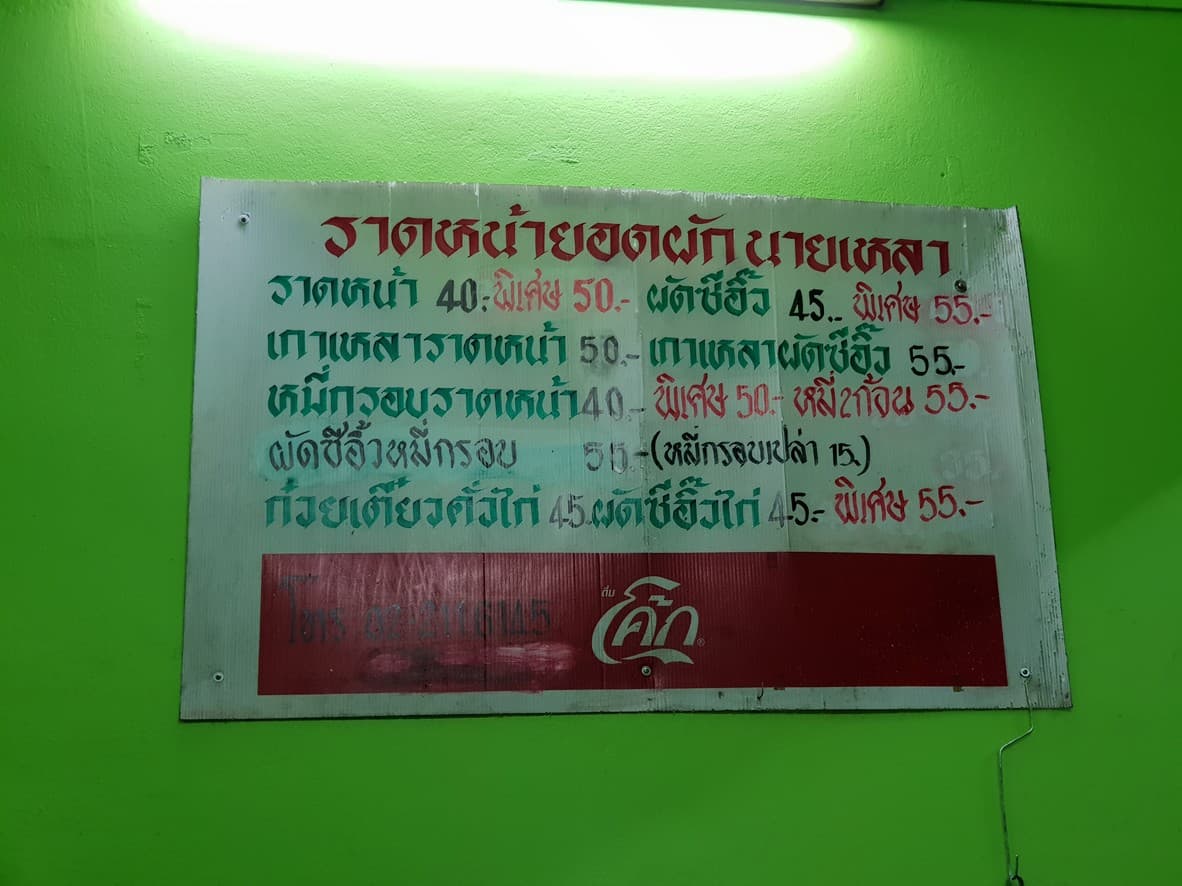 ราดหน้ายอดผัก นายเหลา
ราดหน้า 40.- พิเศษ 50.- ผัดซีอิ๊ว 45.- พิเศษ 55.-
เกาเหลาราดหน้า 50.- เกาเหลาผัดซีอิ๊ว 55.-
หมี่กรอบราดหน้า 40.- พิเศษ 50.- หมี่2ก้อน 55.-
ผัดซีอิ้วหมี่กรอบ 55.- (หมี่กรอบเปล่า 15.)
ก๋วยเตี๋ยวคั่วไก่ 45. ผัดซีอิ๊วไก่ 45.- พิเศษ 55.-
ดื่ม
โค้ก
โทร 02-2116145